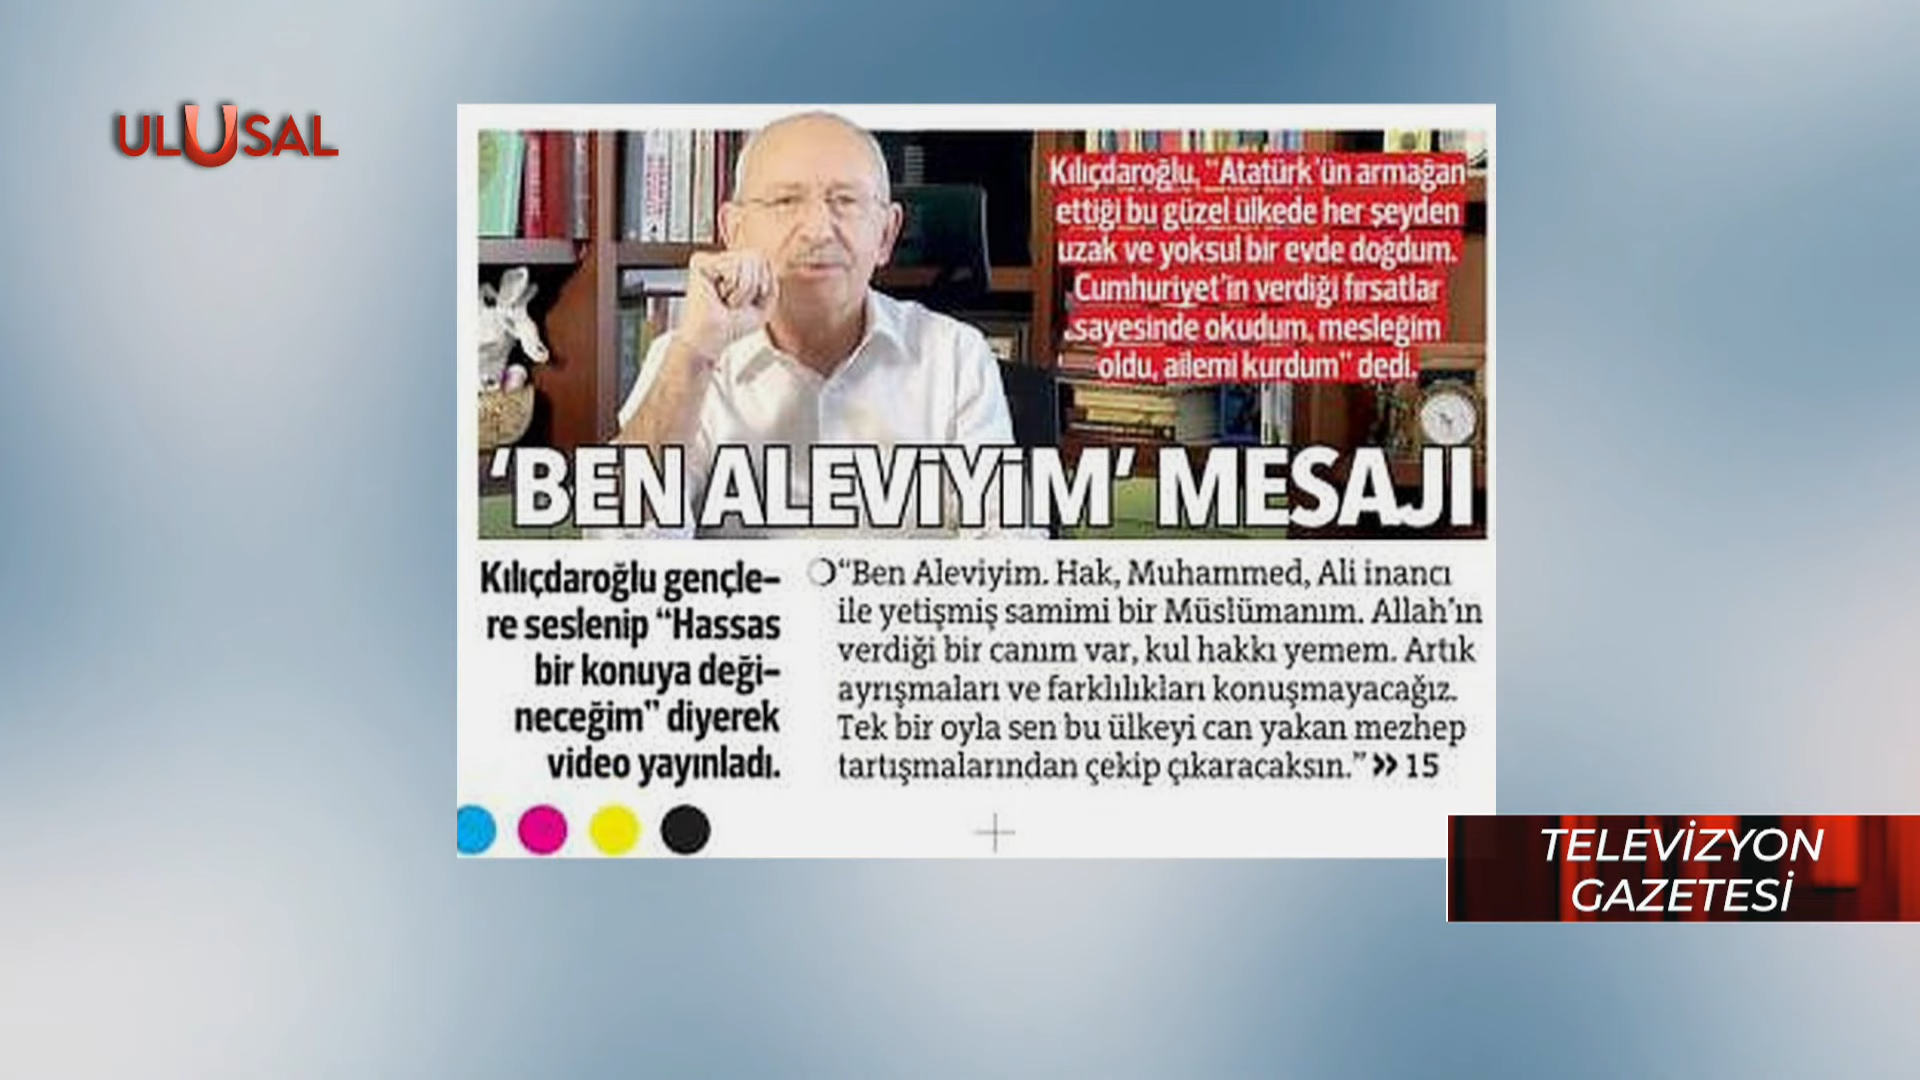 ULUSAL
Kılıçdaroğlu, "Atatürk'ün armağan
ettiği bu güzel ülkede her şeyden
uzak ve yoksul bir evde doğdum.
Cumhuriyet'in verdiği fırsatlar
sayesinde okudum, mesleğim
oldu, ailemi kurdum" dedi.
'BEN ALEVİYİM' MESAJI
Kılıçdaroğlu gençle-
re seslenip "Hassas
bir konuya deği-
neceğim" diyerek
video yayınladı.
"Ben Aleviyim. Hak, Muhammed, Ali inancı
ile yetişmiş samimi bir Müslümanım. Allah'ın
verdiği bir canım var, kul hakkı yemem. Artık
ayrışmaları ve farklılıkları konuşmayacağız.
Tek bir oyla sen bu ülkeyi can yakan mezhep
tartışmalarından çekip çıkaracaksın." » 15
TELEVİZYON
GAZETESİ